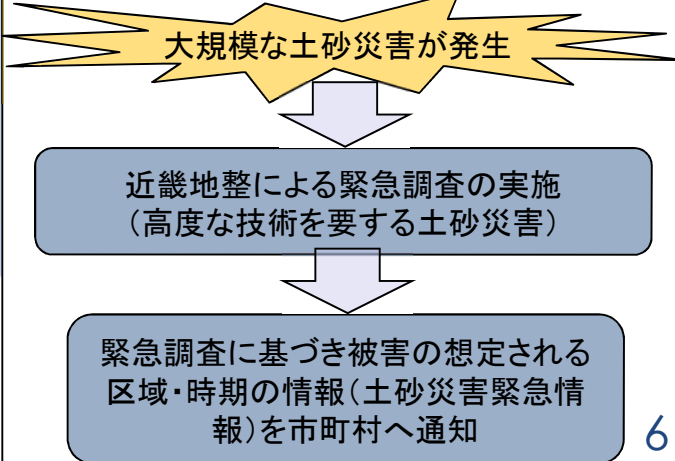 大規模な土砂災害が発生
近畿地整による緊急調査の実施
（高度な技術を要する土砂災害）
緊急調査に基づき被害の想定される
区域・時期の情報（土砂災害緊急情
報）を市町村へ通知
6